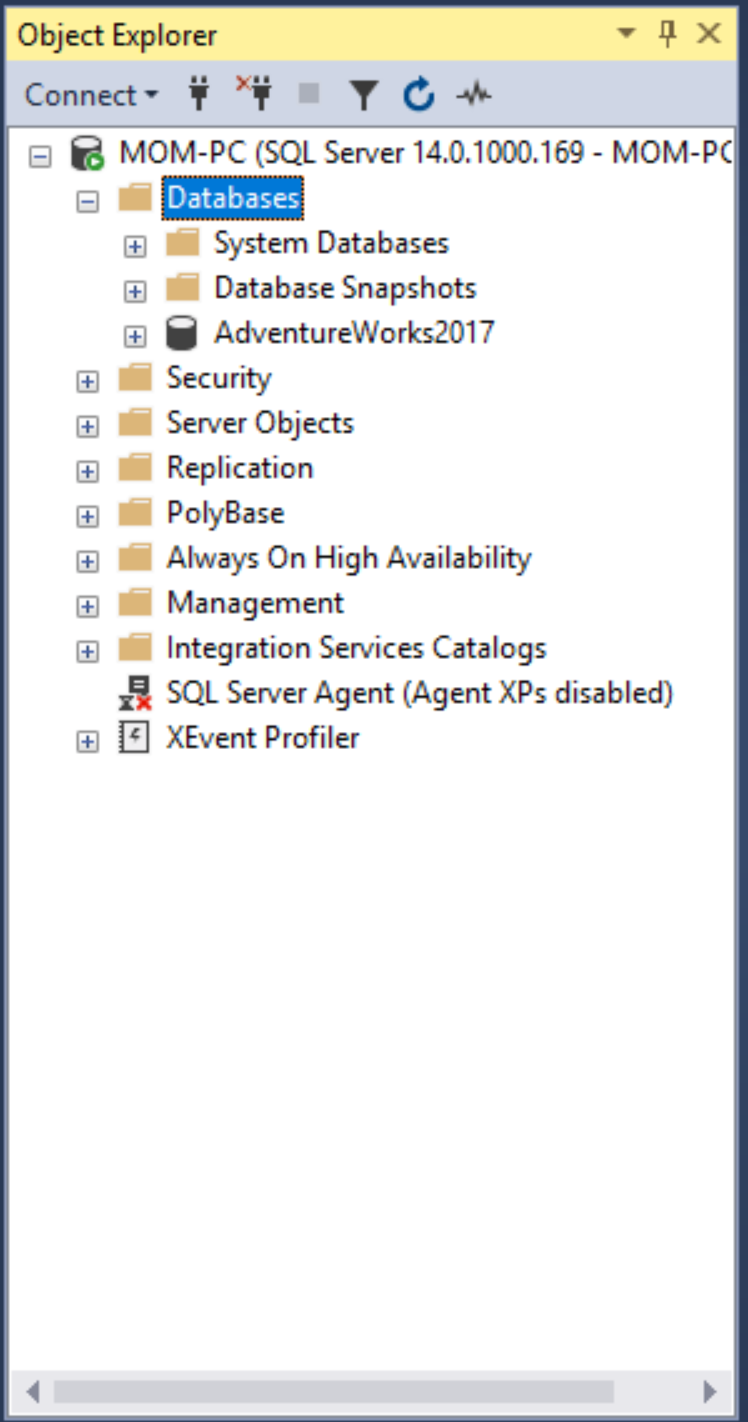 Object Explorer
Connect
MOM-PC (SQL Server 14.0.1000.169 - MOM-PC
Databases
System Databases
Database Snapshots
AdventureWorks2017
Security
Server Objects
Replication
PolyBase
Always On High Availability
Management
Integration Services Catalogs
SQL Server Agent (Agent XPs disabled)
XEvent Profiler